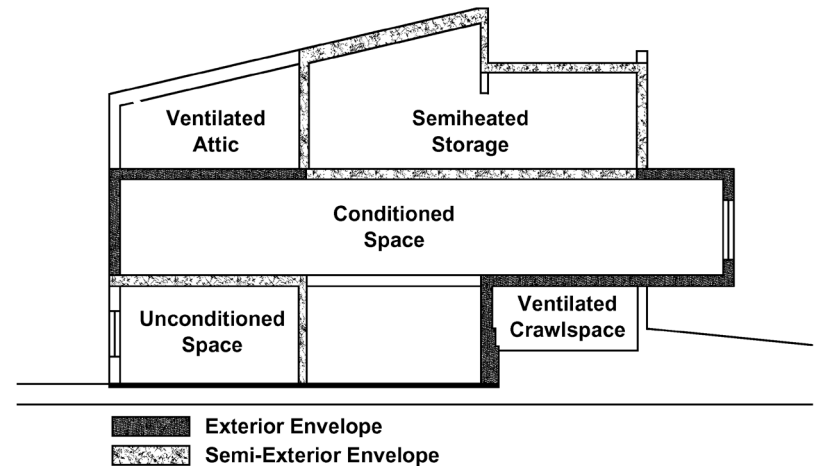 Ventilated
Attic
Semiheated
Storage
Conditioned
Space
Unconditioned
Space
Ventilated
Crawlspace
Exterior Envelope
Semi-Exterior Envelope